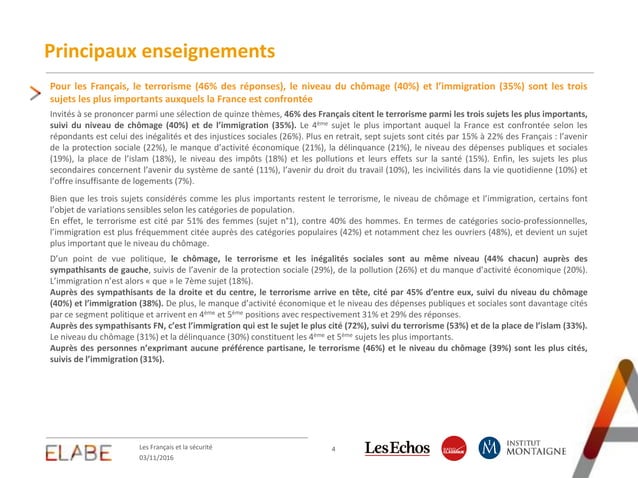 Principaux enseignements
Pour les Français, le terrorisme (46% des réponses), le niveau du chômage (40%) et l’immigration (35%) sont les trois
sujets les plus importants auxquels la France est confrontée
Invités à se prononcer parmi une sélection de quinze thèmes, 46% des Français citent le terrorisme parmi les trois sujets les plus importants,
suivi du niveau de chômage (40%) et de l’immigration (35%). Le 4ème sujet le plus important auquel la France est confrontée selon les
répondants est celui des inégalités et des injustices sociales (26%). Plus en retrait, sept sujets sont cités par 15% à 22% des Français : l’avenir
de la protection sociale (22%), le manque d’activité économique (21%), la délinquance (21%), le niveau des dépenses publiques et sociales
(19%), la place de l’islam (18%), le niveau des impôts (18%) et les pollutions et leurs effets sur la santé (15%). Enfin, les sujets les plus
secondaires concernent l’avenir du système de santé (11%), l’avenir du droit du travail (10%), les incivilités dans la vie quotidienne (10%) et
l’offre insuffisante de logements (7%).
Bien que les trois sujets considérés comme les plus importants restent le terrorisme, le niveau de chômage et l’immigration, certains font
l’objet de variations sensibles selon les catégories de population.
En effet, le terrorisme est cité par 51% des femmes (sujet n°1), contre 40% des hommes. En termes de catégories socio-professionnelles,
l’immigration est plus fréquemment citée auprès des catégories populaires (42%) et notamment chez les ouvriers (48%), et devient un sujet
plus important que le niveau du chômage.
D’un point de vue politique, le chômage, le terrorisme et les inégalités sociales sont au même niveau (44% chacun) auprès des
sympathisants de gauche, suivis de l’avenir de la protection sociale (29%), de la pollution (26%) et du manque d’activité économique (20%).
L’immigration n’est alors « que » le 7ème sujet (18%).
Auprès des sympathisants de la droite et du centre, le terrorisme arrive en tête, cité par 45% d’entre eux, suivi du niveau du chômage
(40%) et l’immigration (38%). De plus, le manque d’activité économique et le niveau des dépenses publiques et sociales sont davantage cités
par ce segment politique et arrivent en 4ème et 5ème positions avec respectivement 31% et 29% des réponses.
Auprès des sympathisants FN, c’est l’immigration qui est le sujet le plus cité (72%), suivi du terrorisme (53%) et de la place de l’islam (33%).
Le niveau du chômage (31%) et la délinquance (30%) constituent les 4ème et 5ème sujets les plus importants.
Auprès des personnes n’exprimant aucune préférence partisane, le terrorisme (46%) et le niveau du chômage (39%) sont les plus cités,
suivis de l’immigration (31%).
ELABE
Les Français et la sécurité
03/11/2016
4
Les Echos
RADIO
CLASSIQUE
INSTITUT
MONTAIGNE